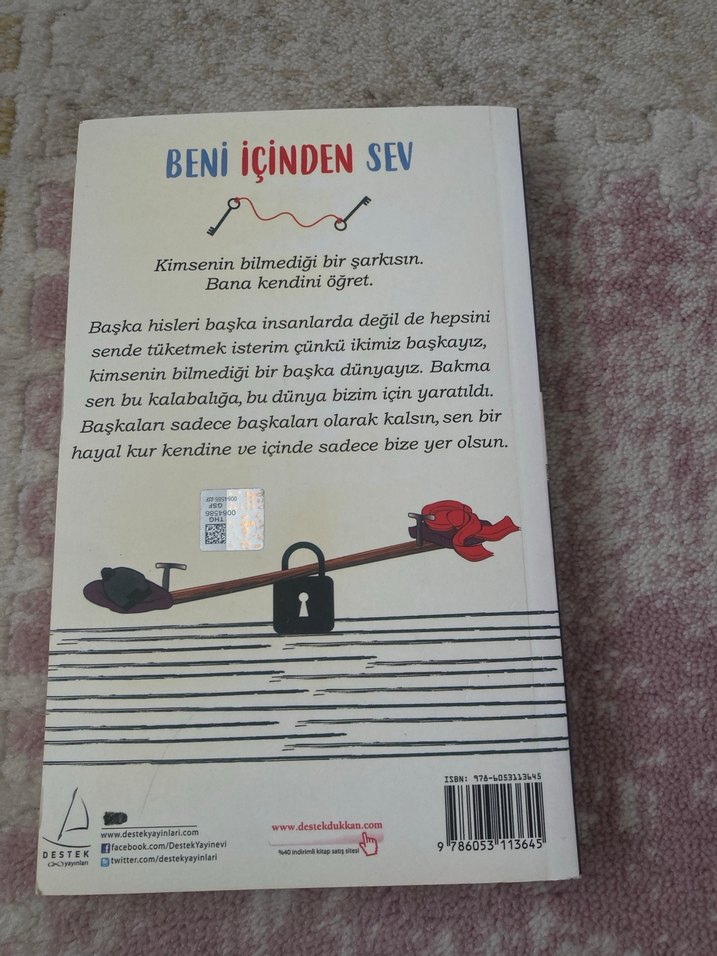 BENİ İÇİNDEN SEV
Kimsenin bilmediği bir şarkısın.
Bana kendini öğret.
Başka hisleri başka insanlarda değil de hepsini
sende tüketmek isterim çünkü ikimiz başkayız,
kimsenin bilmediği bir başka dünyayız. Bakma
sen bu kalabalığa, bu dünya bizim için yaratıldı.
Başkaları sadece başkaları olarak kalsın, sen bir
hayal kur kendine ve içinde sadece bize yer olsun.
THG
0064586
GSF
0064586
ISBN: 978-6053113645
9 786053 113645
DESTEK
yayınları
www.destekyayinlari.com
facebook.com/DestekYayinevi
twitter.com/destekyayinlari
www.destekdukkan.com
%40 indirimli kitap satış sitesi